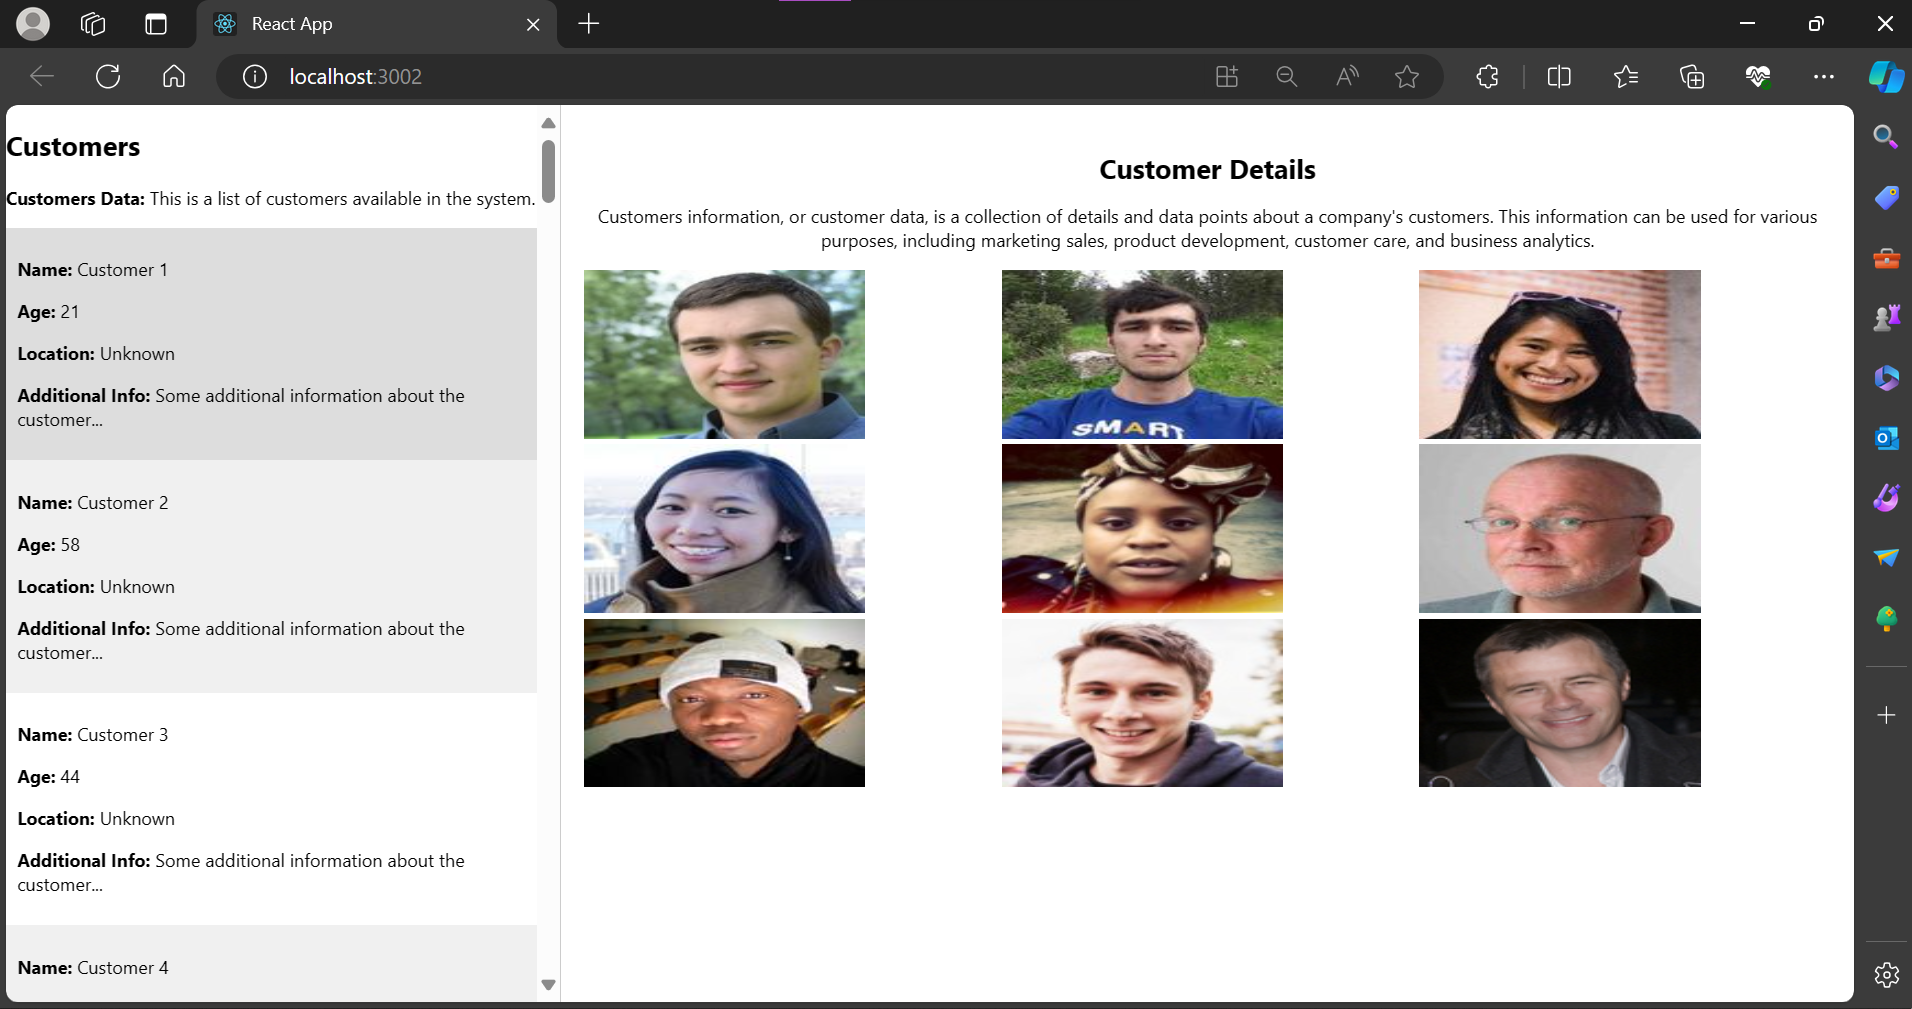 React App
localhost:3002
Customers
Customers Data: This is a list of customers available in the system.
Name: Customer 1
Age: 21
Location: Unknown
Additional Info: Some additional information about the
customer...
Name: Customer 2
Age: 58
Location: Unknown
Additional Info: Some additional information about the
customer...
Name: Customer 3
Age: 44
Location: Unknown
Additional Info: Some additional information about the
customer...
Name: Customer 4
Customer Details
Customers information, or customer data, is a collection of details and data points about a company's customers. This information can be used for various
purposes, including marketing sales, product development, customer care, and business analytics.
SMART